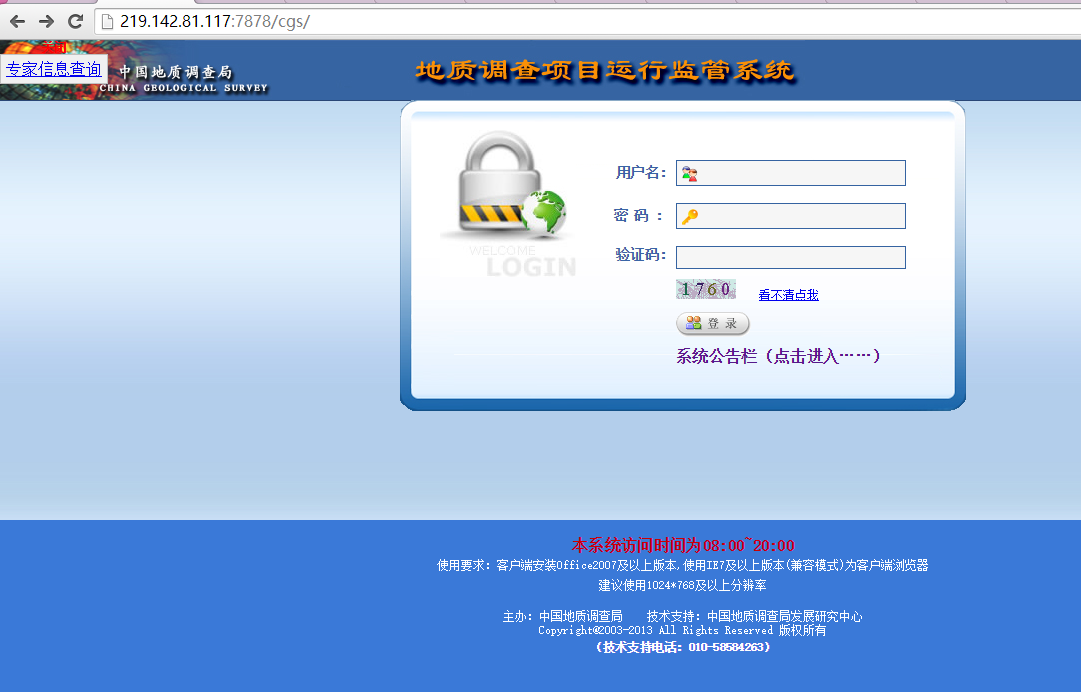 219.142.81.117:7878/cgs/
关闭
专家信息查询
中国地质调查局
CHINA GEOLOGICAL SURVEY
地质调查项目运行监管系统
用户名：
密 码 ：
验证码：
WELCOME
LOGIN
1760
看不清点我
登 录
系统公告栏（点击进入……）
本系统访问时间为08:00~20:00
使用要求：客户端安装Office2007及以上版本,使用IE7及以上版本(兼容模式)为客户端浏览器
建议使用1024*768及以上分辨率
主办：中国地质调查局 技术支持：中国地质调查局发展研究中心
Copyright@2003-2013 All Rights Reserved 版权所有
（技术支持电话：010-58584263）